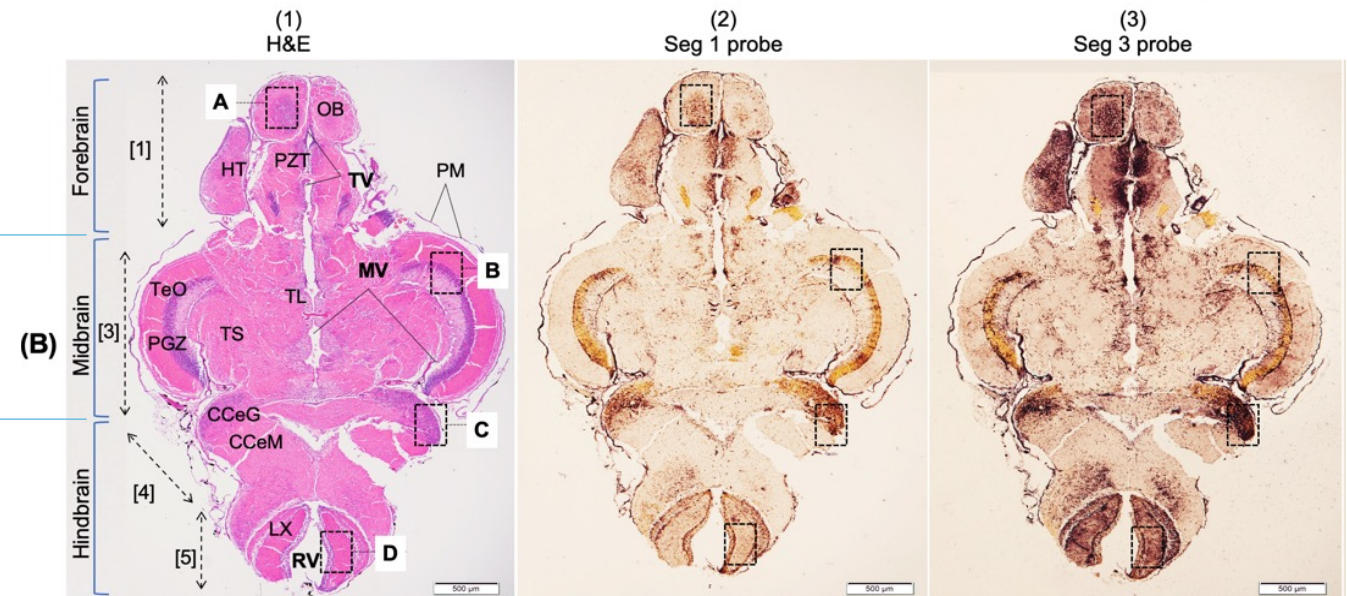 (1)
H&E
(2)
Seg 1 probe
(3)
Seg 3 probe
(B)
Forebrain
Midbrain
Hindbrain
[1]
[3]
[4]
[5]
A
OB
HT
PZT
TV
PM
B
MV
TeO
TL
TS
PGZ
CCeG
CCeM
C
LX
RV
D
500 µm
500 µm
500 µm